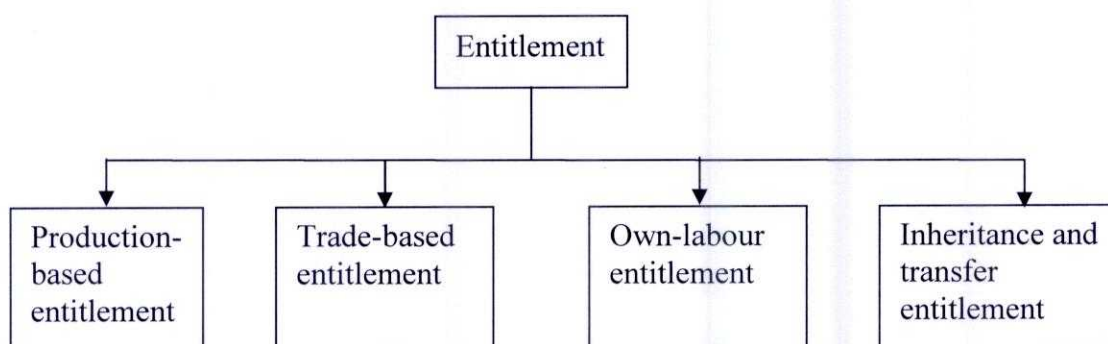 Entitlement
Production-
based
entitlement
Trade-based
entitlement
Own-labour
entitlement
Inheritance and
transfer
entitlement